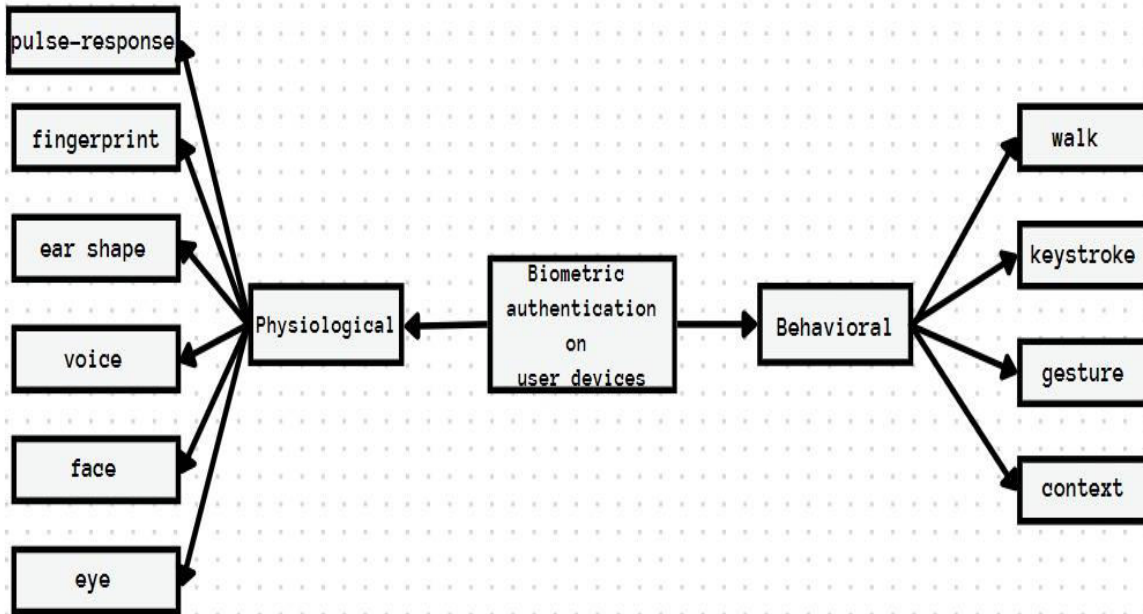 pulse-response
fingerprint
ear shape
voice
face
eye
Physiological
Biometric
authentication
on
user devices
Behavioral
walk
keystroke
gesture
context